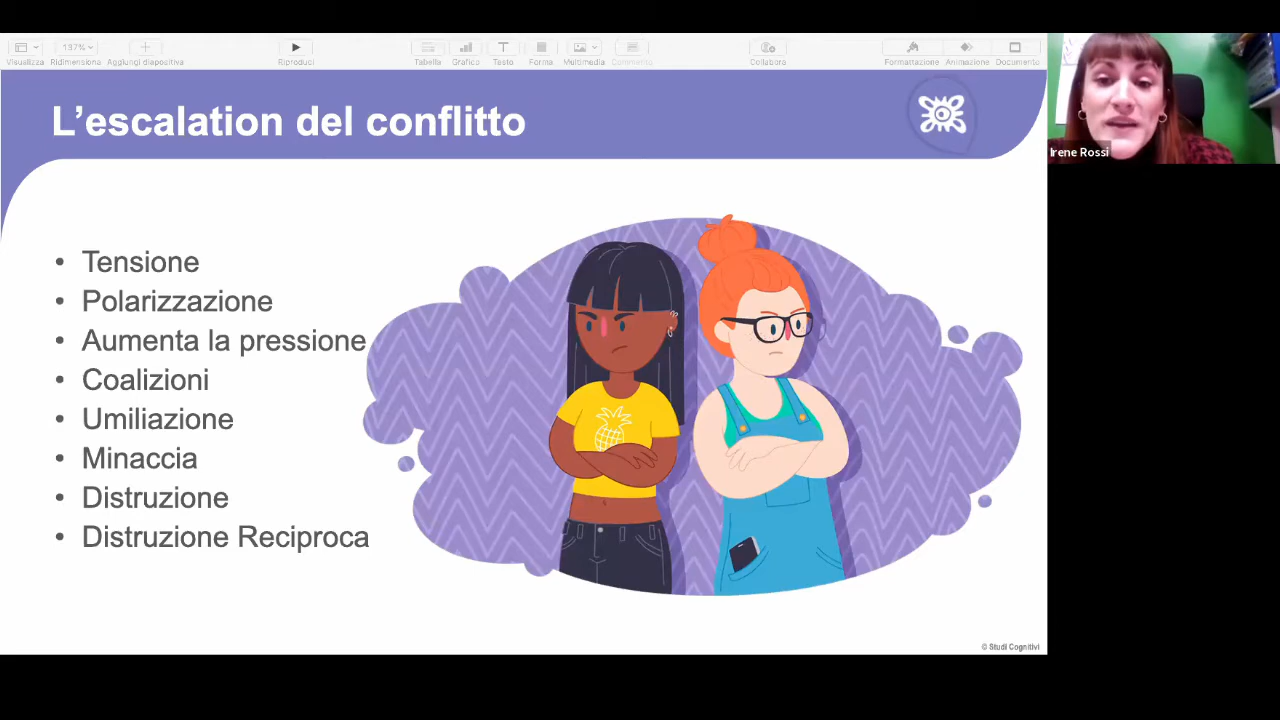 137%
Visualizza
Ridimensiona
Aggiungi diapositiva
Riproduci
Tabella
Grafico
Testo
Forma
Multimedia
Commento
Collabora
Formattazione
Animazione
Documento
L’escalation del conflitto
Irene Rossi
• Tensione
• Polarizzazione
• Aumenta la pressione
• Coalizioni
• Umiliazione
• Minaccia
• Distruzione
• Distruzione Reciproca
© Studi Cognitivi